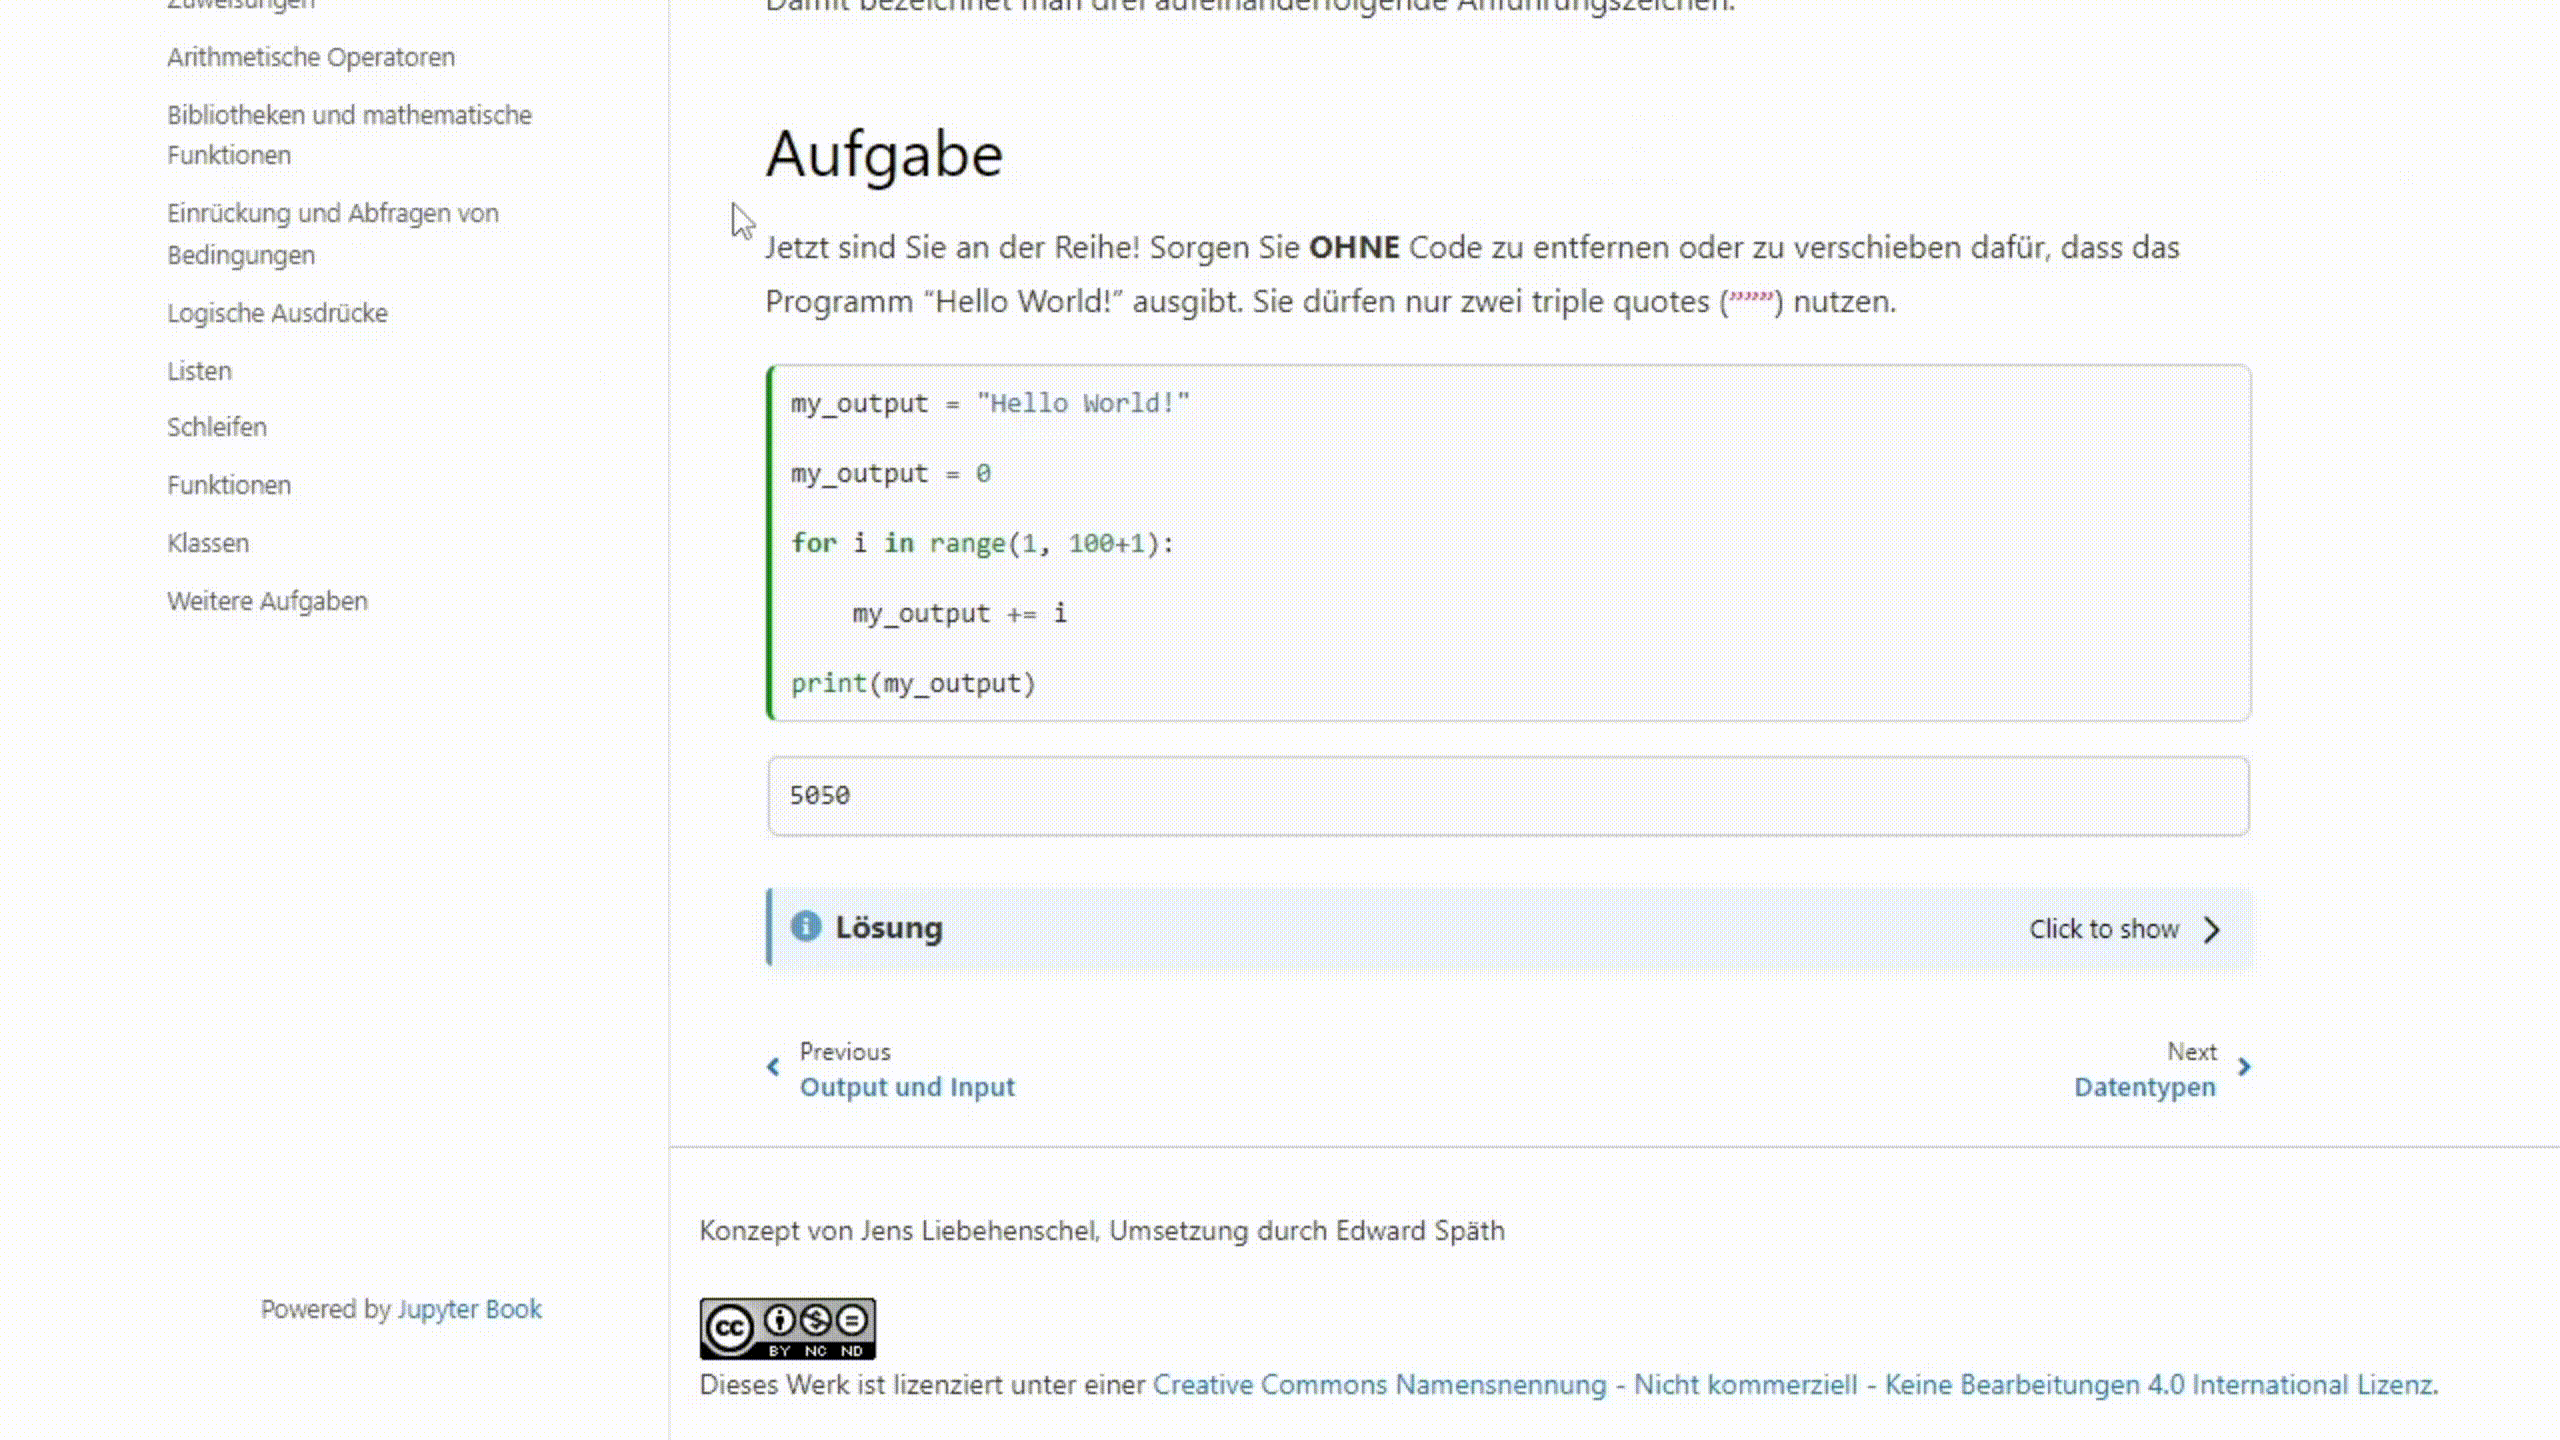 Zuweisungen
Arithmetische Operatoren
Bibliotheken und mathematische
Funktionen
Einrückung und Abfragen von
Bedingungen
Logische Ausdrücke
Listen
Schleifen
Funktionen
Klassen
Weitere Aufgaben
Powered by Jupyter Book
Damit bezeichnet man drei aufeinanderfolgende Anführungszeichen.
Aufgabe
Jetzt sind Sie an der Reihe! Sorgen Sie OHNE Code zu entfernen oder zu verschieben dafür, dass das
Programm “Hello World!” ausgibt. Sie dürfen nur zwei triple quotes (”””) nutzen.
my_output = "Hello World!"
my_output = 0
for i in range(1, 100+1):
    my_output += i
print(my_output)
5050
Lösung
Click to show
Previous
Output und Input
Next
Datentypen
Konzept von Jens Liebehenschel, Umsetzung durch Edward Späth
cc
BY NC ND
Dieses Werk ist lizenziert unter einer Creative Commons Namensnennung - Nicht kommerziell - Keine Bearbeitungen 4.0 International Lizenz.